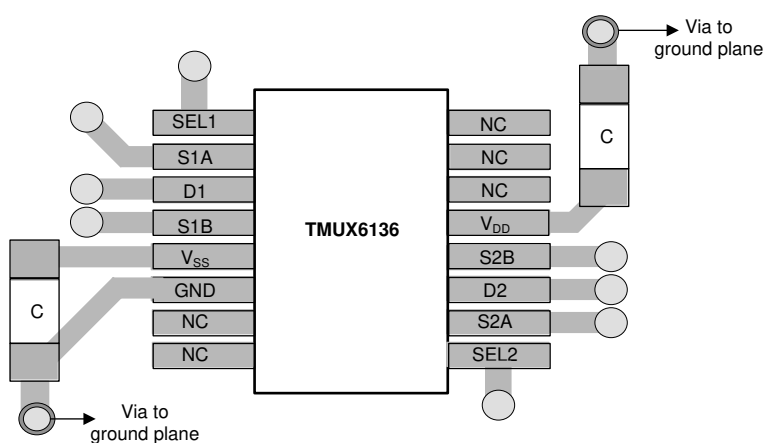 Via to
ground plane
SEL1
NC
C
S1A
NC
D1
NC
S1B
TMUX6136
VDD
VSS
S2B
C
GND
D2
NC
S2A
NC
SEL2
Via to
ground plane